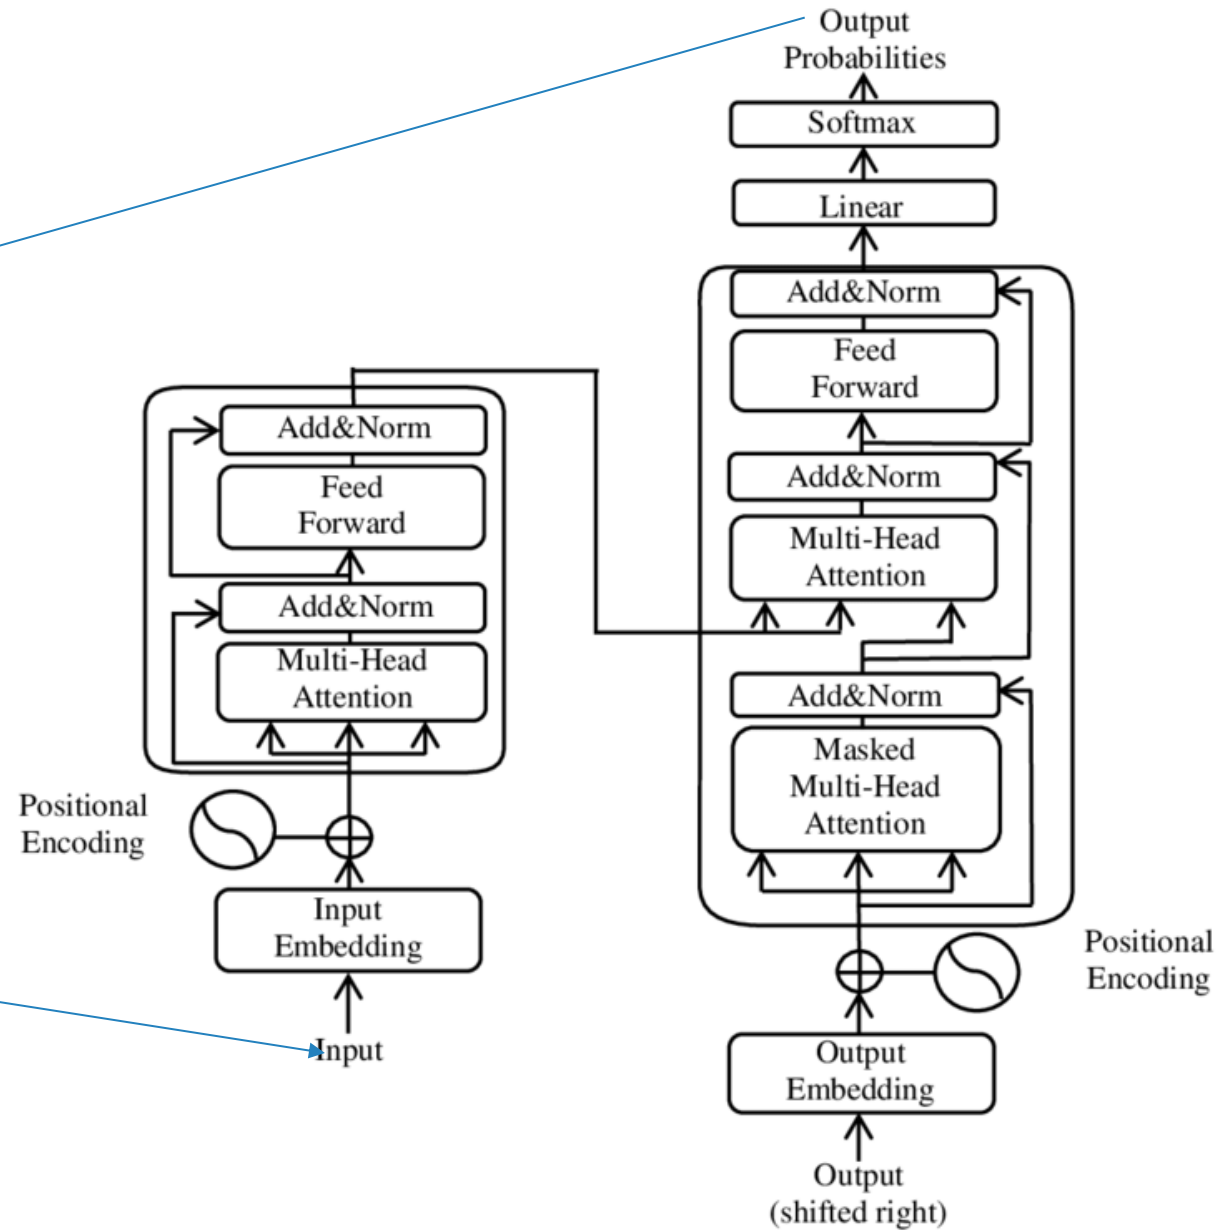 Output
Probabilities
Softmax
Linear
Add&Norm
Feed
Forward
Add&Norm
Multi-Head
Attention
Add&Norm
Masked
Multi-Head
Attention
Positional
Encoding
Output
Embedding
Output
(shifted right)
Add&Norm
Feed
Forward
Add&Norm
Multi-Head
Attention
Positional
Encoding
Input
Embedding
Input